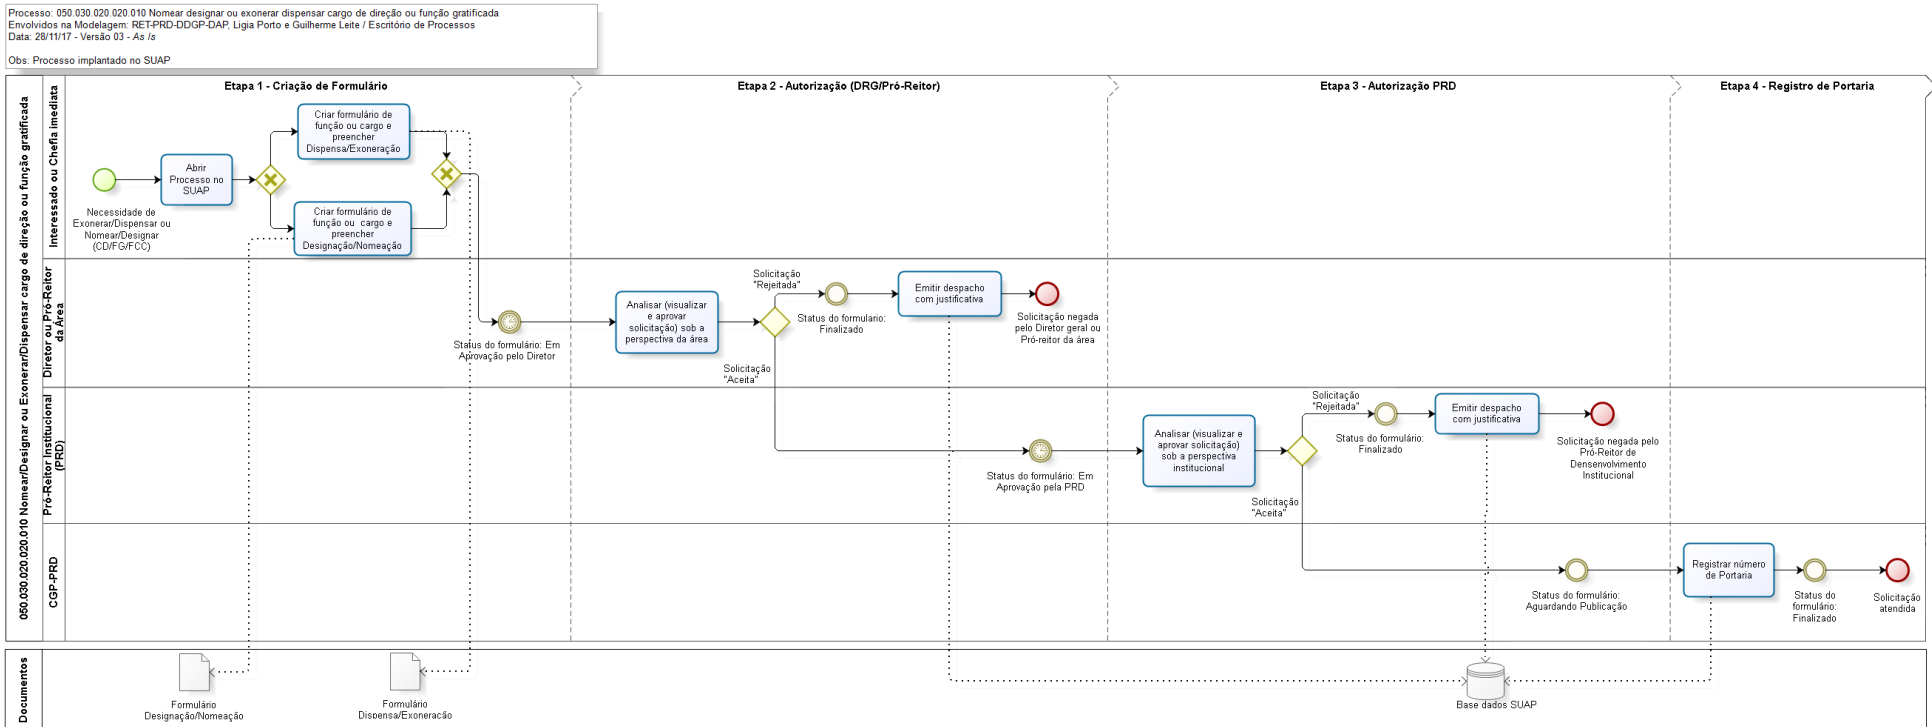 Processo: 050.030.020.020.010 Nomear designar ou exonerar dispensar cargo de direção ou função gratificada
Envolvidos na Modelagem: RET-PRD-DDGP-DAP, Ligia Porto e Guilherme Leite / Escritório de Processos
Data: 28/11/17 - Versão 03 - As Is
Obs: Processo implantado no SUAP
050.030.020.020.010 Nomear/Designar ou Exonerar/Dispensar cargo de direção ou função gratificada
Etapa 1 - Criação de Formulário
Etapa 2 - Autorização (DRG/Pró-Reitor)
Etapa 3 - Autorização PRD
Etapa 4 - Registro de Portaria
Interessado ou Chefia imediata
Necessidade de
Exonerar/Dispensar ou
Nomear/Designar
(CD/FG/FCC)
Abrir
Processo no
SUAP
Criar formulário de
função ou cargo e
preencher
Dispensa/Exoneração
Criar formulário de
função ou cargo e
preencher
Designação/Nomeação
Diretor ou Pró-Reitor
da Área
Status do formulário: Em
Aprovação pelo Diretor
Analisar (visualizar
e aprovar
solicitação) sob a
perspectiva da área
Solicitação
"Rejeitada"
Solicitação
"Aceita"
Status do formulario:
Finalizado
Emitir despacho
com justificativa
Solicitação negada
pelo Diretor geral ou
Pró-reitor da área
Pró-Reitor Institucional
(PRD)
Status do formulário: Em
Aprovação pela PRD
Analisar (visualizar e
aprovar solicitação)
sob a perspectiva
institucional
Solicitação
"Rejeitada"
Solicitação
"Aceita"
Status do formulário:
Finalizado
Emitir despacho
com justificativa
Solicitação negada pelo
Pró-Reitor de
Densenvolvimento
Institucional
CGP-PRD
Status do formulário:
Aguardando Publicação
Registrar número
de Portaria
Status do
formulário:
Finalizado
Solicitação
atendida
Documentos
Formulário
Designação/Nomeação
Formulário
Dispensa/Exoneração
Base dados SUAP